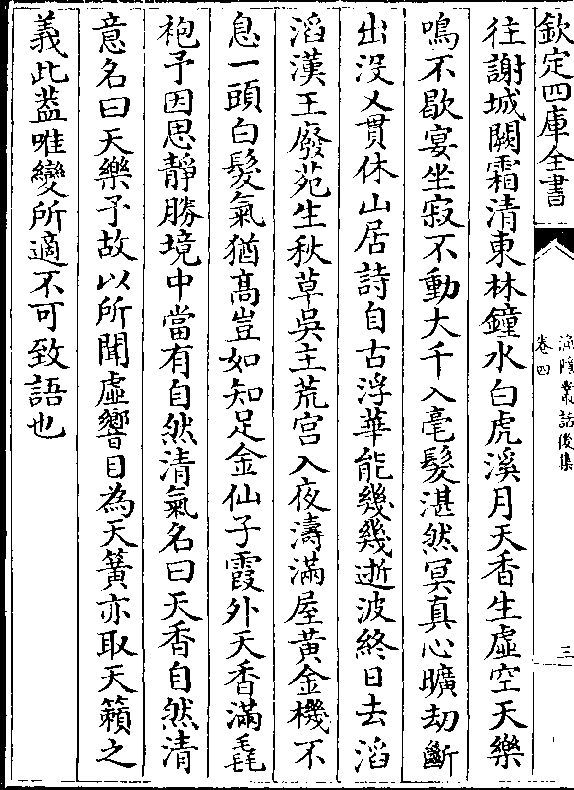 欽定四庫全書
漁隱叢話後集
卷四
三
往謝城闕霜清東林鐘水白虎溪月天香生虛空天樂
鳴不歇宴坐寂不動大千入毫髮湛然冥真心曠劫斷
出沒又貫休山居詩自古浮華能幾幾逝波終日去滔
滔漢王廢苑生秋草吳主荒宮入夜濤滿屋黃金機不
息一頭白髮氣猶高豈如知足金仙子霞外天香滿毳
袍予因思靜勝境中當有自然清氣名曰天香自然清
意名曰天樂予故以所聞虛響目為天簧亦取天籟之
義此蓋唯變所適不可致語也